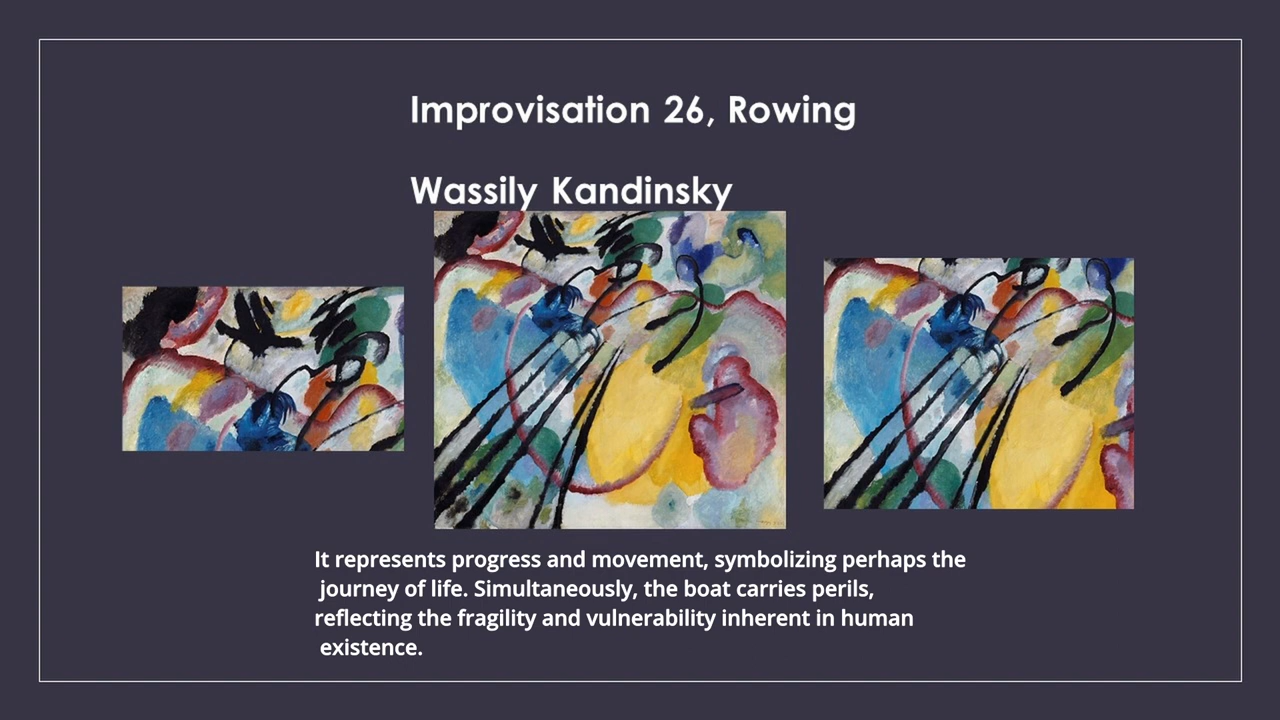 Improvisation 26, Rowing
Wassily Kandinsky
It represents progress and movement, symbolizing perhaps the
journey of life. Simultaneously, the boat carries perils,
reflecting the fragility and vulnerability inherent in human
existence.